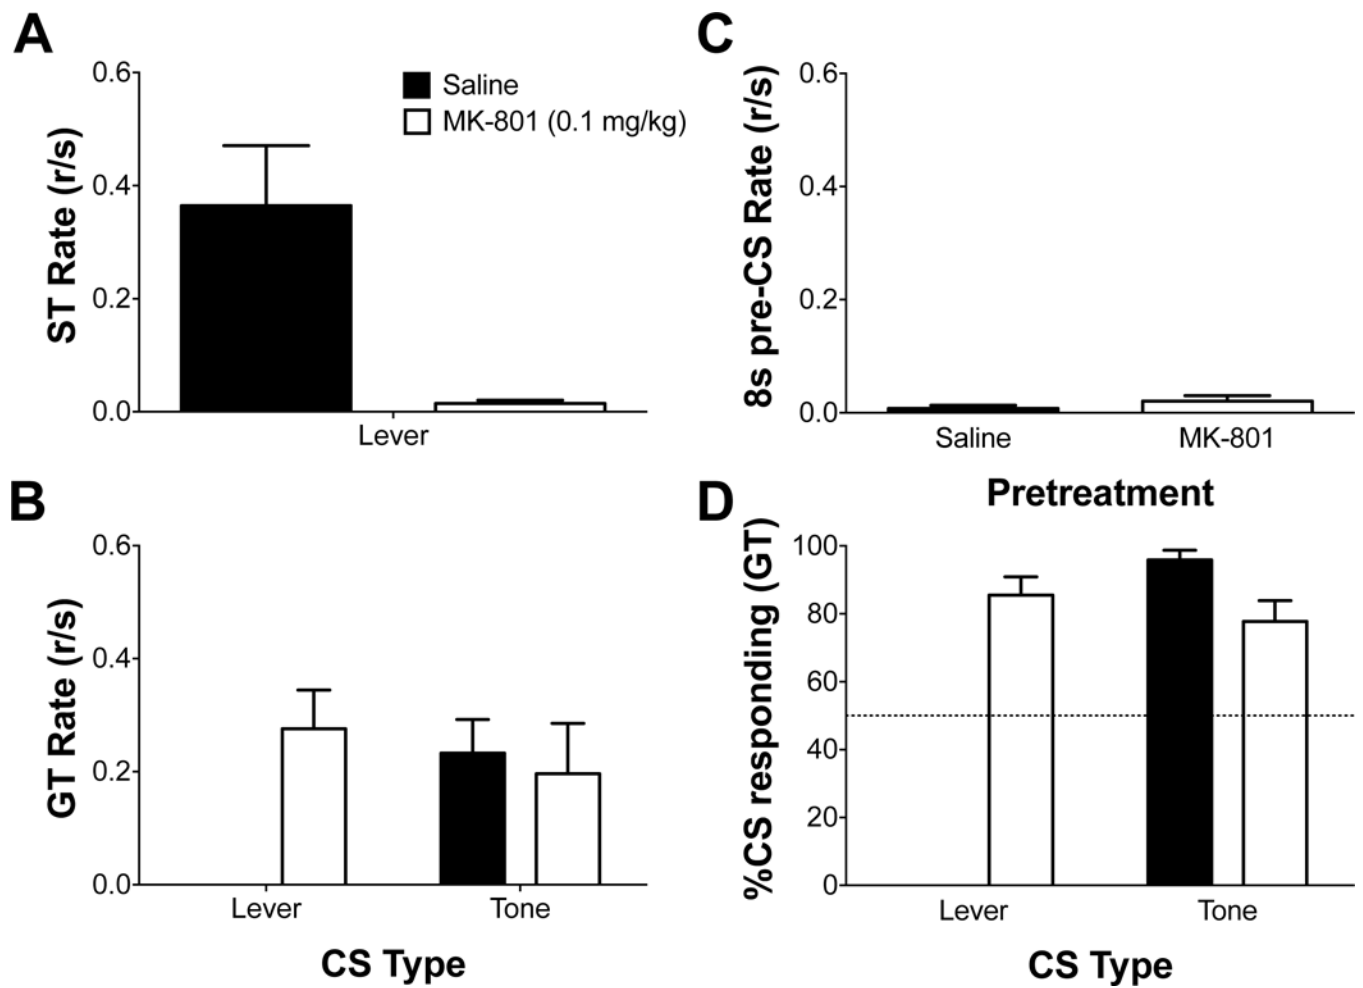 A
ST Rate (r/s)
0.6
0.4
0.2
0.0
Saline
MK-801 (0.1 mg/kg)
Lever
C
8s pre-CS Rate (r/s)
0.6
0.4
0.2
0.0
Saline MK-801
Pretreatment
B
GT Rate (r/s)
0.6
0.4
0.2
0.0
Lever Tone
CS Type
D
%CS responding (GT)
100
80
60
40
20
0
Lever Tone
CS Type